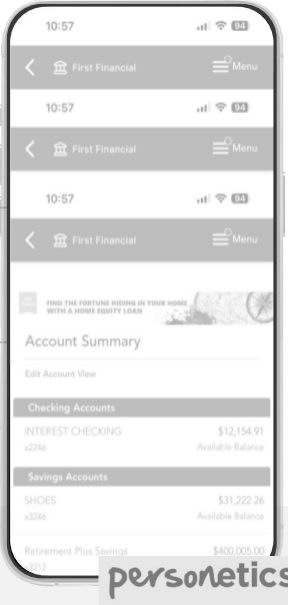 10:57 94
First Financial Menu
10:57 94
First Financial Menu
10:57 94
First Financial Menu
FIND THE FORTUNE HIDING IN YOUR HOME
WITH A HOME EQUITY LOAN
Account Summary
Edit Account View
Checking Accounts
INTEREST CHECKING $12,154.91
x2246 Available Balance
Savings Accounts
SHOES $31,222.26
x3246 Available Balance
Retirement Plus Savings $400,005.00
3212
personetics